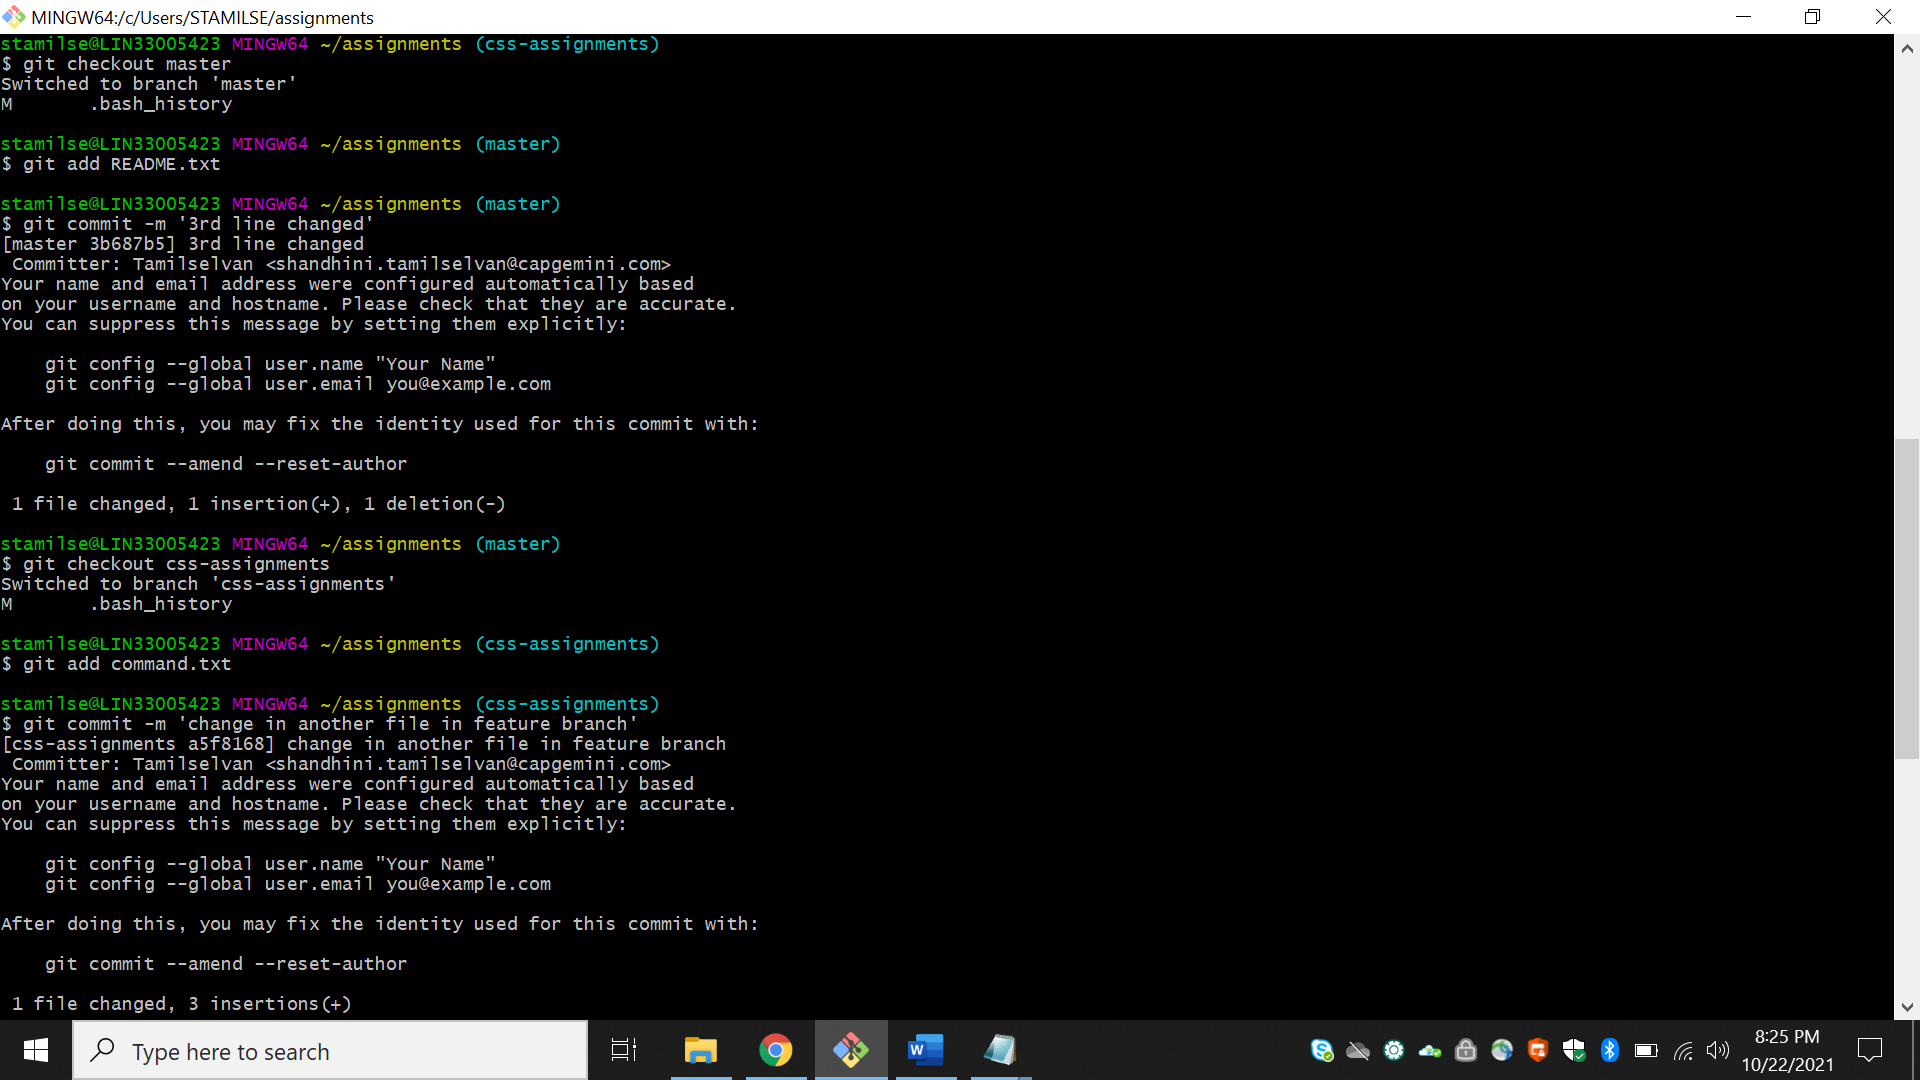 MINGW64:/c/Users/STAMILSE/assignments
stamilse@LIN33005423 MINGW64 ~/assignments (css-assignments)
$ git checkout master
Switched to branch 'master'
M       .bash_history
stamilse@LIN33005423 MINGW64 ~/assignments (master)
$ git add README.txt
stamilse@LIN33005423 MINGW64 ~/assignments (master)
$ git commit -m '3rd line changed'
[master 3b687b5] 3rd line changed
 Committer: Tamilselvan <shandhini.tamilselvan@capgemini.com>
Your name and email address were configured automatically based
on your username and hostname. Please check that they are accurate.
You can suppress this message by setting them explicitly:
    git config --global user.name "Your Name"
    git config --global user.email you@example.com
After doing this, you may fix the identity used for this commit with:
    git commit --amend --reset-author
 1 file changed, 1 insertion(+), 1 deletion(-)
stamilse@LIN33005423 MINGW64 ~/assignments (master)
$ git checkout css-assignments
Switched to branch 'css-assignments'
M       .bash_history
stamilse@LIN33005423 MINGW64 ~/assignments (css-assignments)
$ git add command.txt
stamilse@LIN33005423 MINGW64 ~/assignments (css-assignments)
$ git commit -m 'change in another file in feature branch'
[css-assignments a5f8168] change in another file in feature branch
 Committer: Tamilselvan <shandhini.tamilselvan@capgemini.com>
Your name and email address were configured automatically based
on your username and hostname. Please check that they are accurate.
You can suppress this message by setting them explicitly:
    git config --global user.name "Your Name"
    git config --global user.email you@example.com
After doing this, you may fix the identity used for this commit with:
    git commit --amend --reset-author
 1 file changed, 3 insertions(+)
Type here to search
W
8:25 PM
10/22/2021